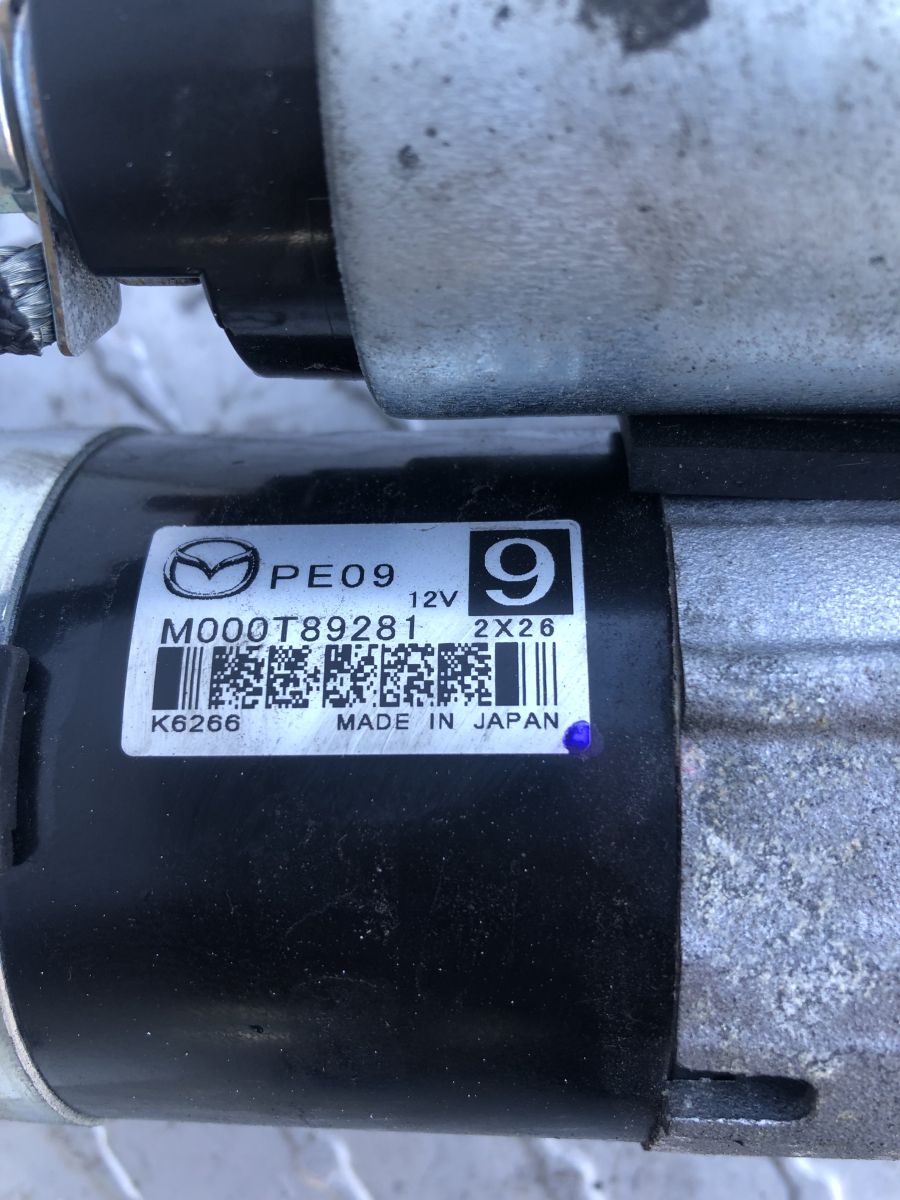 PE09 12V 9
M000T89281 2X26
K6266 MADE IN JAPAN